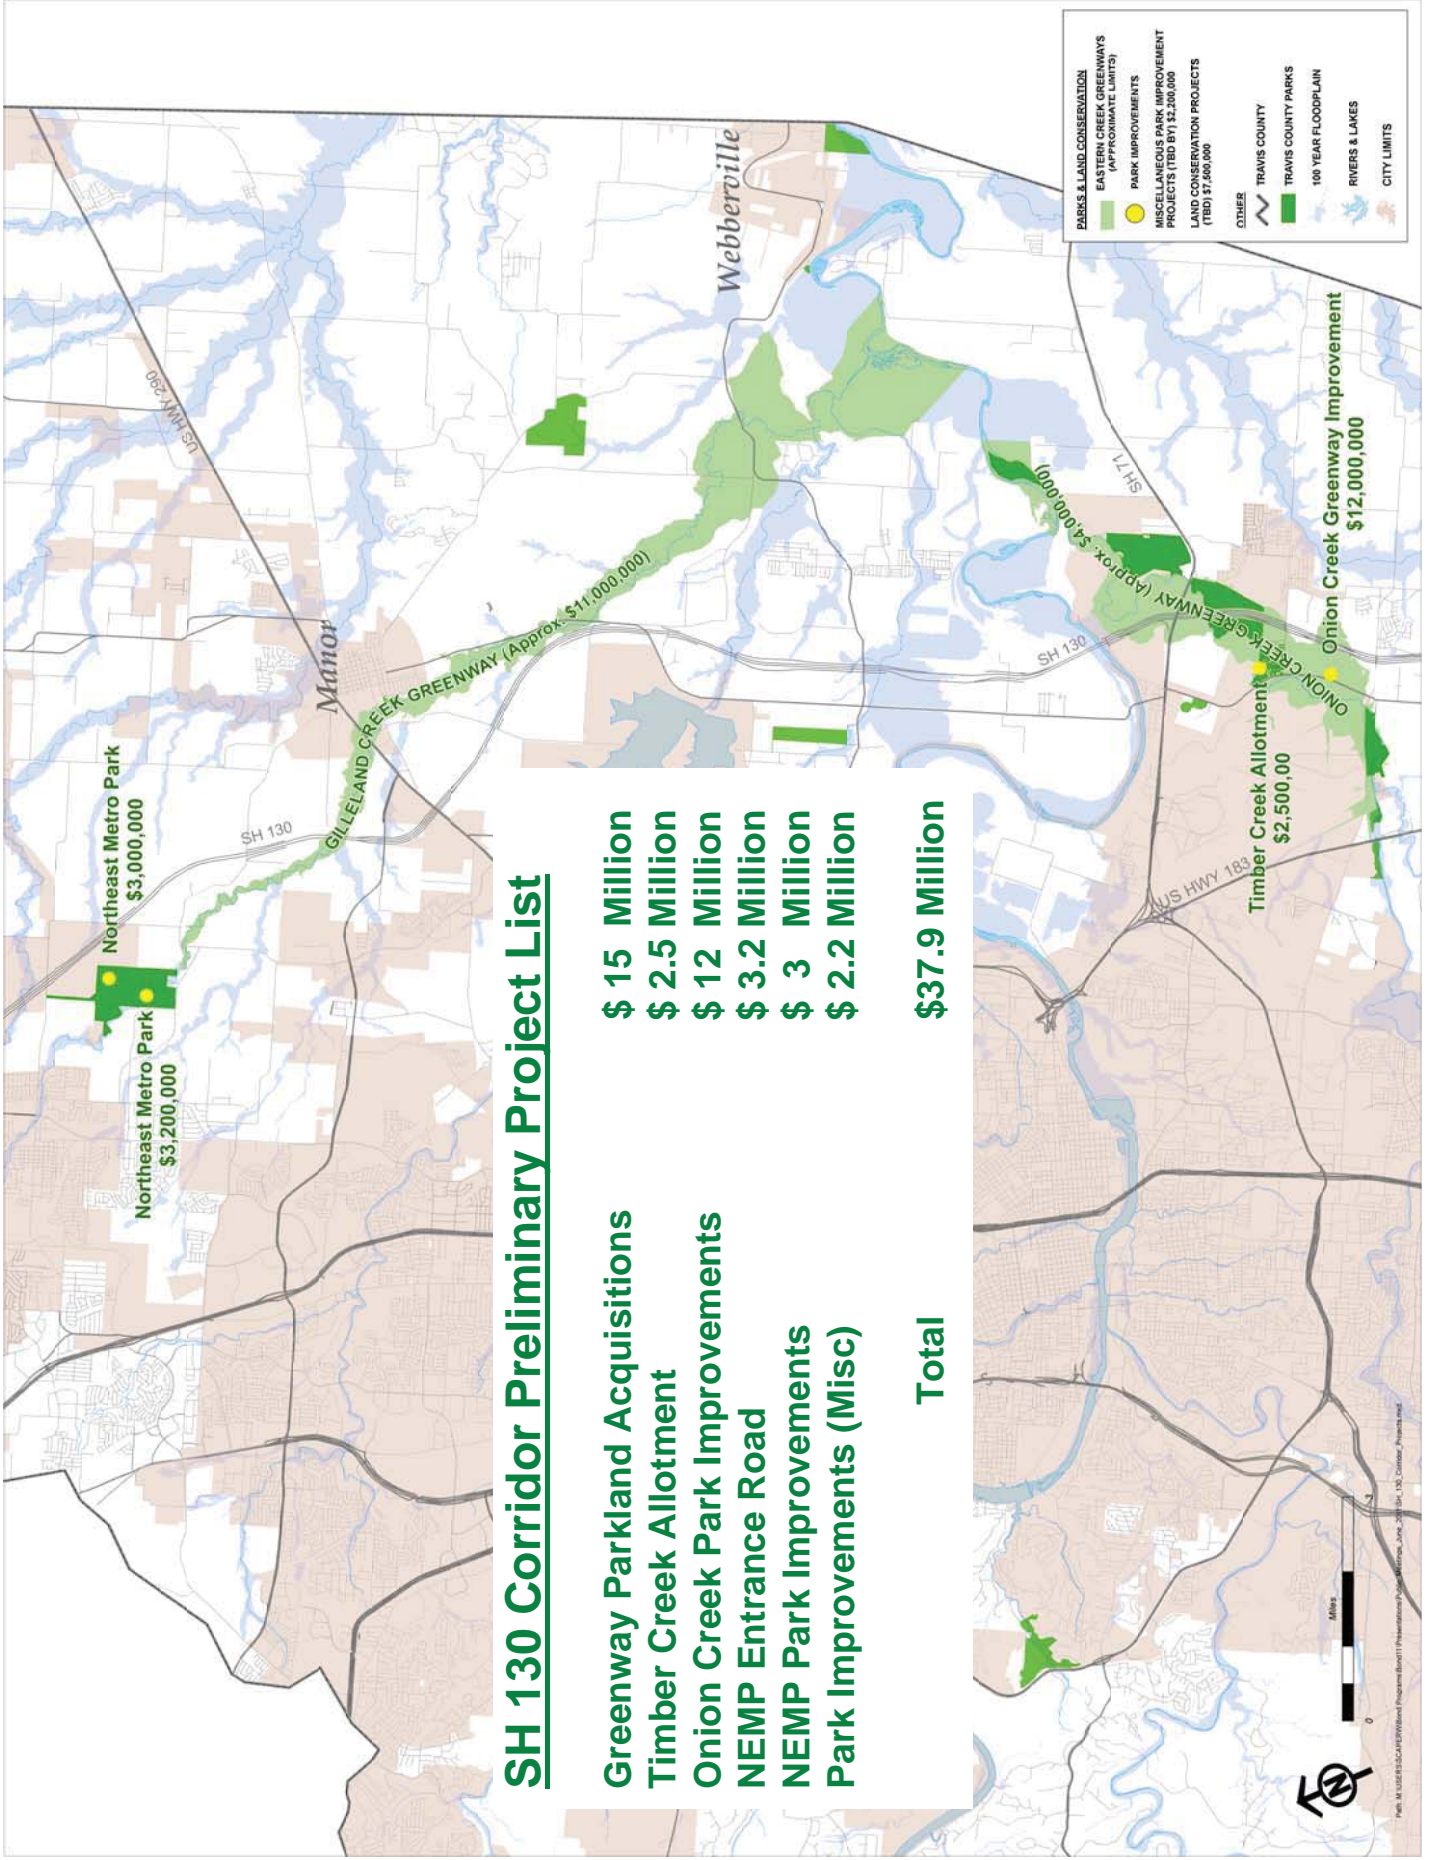 SH 130 Corridor Preliminary Project List
Greenway Parkland Acquisitions $ 15 Million
Timber Creek Allotment $ 2.5 Million
Onion Creek Park Improvements $ 12 Million
NEMP Entrance Road $ 3.2 Million
NEMP Park Improvements $ 3 Million
Park Improvements (Misc) $ 2.2 Million
Total $37.9 Million
Northeast Metro Park
$3,200,000
Northeast Metro Park
$3,000,000
SH 130
GILLELAND CREEK GREENWAY (Approx. $11,000,000)
Manor
US HWY 290
Webberville
SH 130
SH 71
US HWY 183
ONION CREEK GREENWAY (Approx. $4,000,000)
Timber Creek Allotment
$2,500,00
Onion Creek Greenway Improvement
$12,000,000
PARKS & LAND CONSERVATION
EASTERN CREEK GREENWAYS
(APPROXIMATE LIMITS)
PARK IMPROVEMENTS
MISCELLANEOUS PARK IMPROVEMENT
PROJECTS (TBD BY) $2,200,000
LAND CONSERVATION PROJECTS
(TBD) $7,500,000
OTHER
TRAVIS COUNTY
TRAVIS COUNTY PARKS
100 YEAR FLOODPLAIN
RIVERS & LAKES
CITY LIMITS
N
Miles
0 3